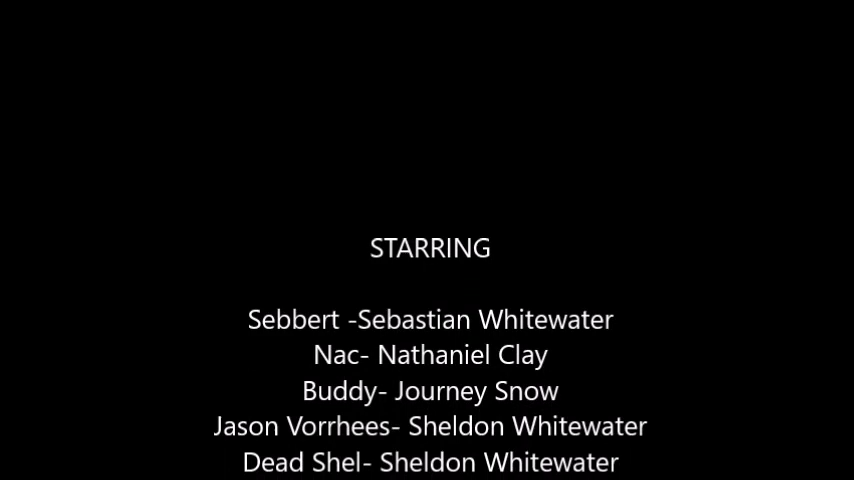 STARRING
Sebbert -Sebastian Whitewater
Nac- Nathaniel Clay
Buddy- Journey Snow
Jason Vorrhees- Sheldon Whitewater
Dead Shel- Sheldon Whitewater